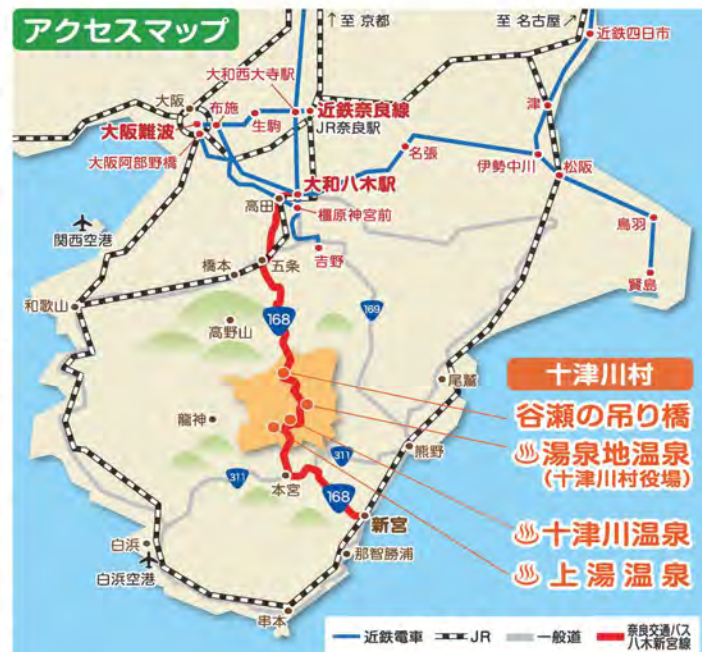 アクセスマップ
↑至 京都
至 名古屋↗
近鉄四日市
大和西大寺駅
大阪
布施
近鉄奈良線
津
大阪難波
生駒
JR奈良駅
大阪阿部野橋
名張
伊勢中川
松阪
大和八木駅
高田
橿原神宮前
鳥羽
関西空港
吉野
橋本
五条
賢島
和歌山
168
169
高野山
十津川村
尾鷲
谷瀬の吊り橋
龍神
湯泉地温泉
(十津川村役場)
熊野
311
311
本宮
168
新宮
十津川温泉
白浜
那智勝浦
上湯温泉
白浜空港
串本
近鉄電車
JR
一般道
奈良交通バス
八木新宮線